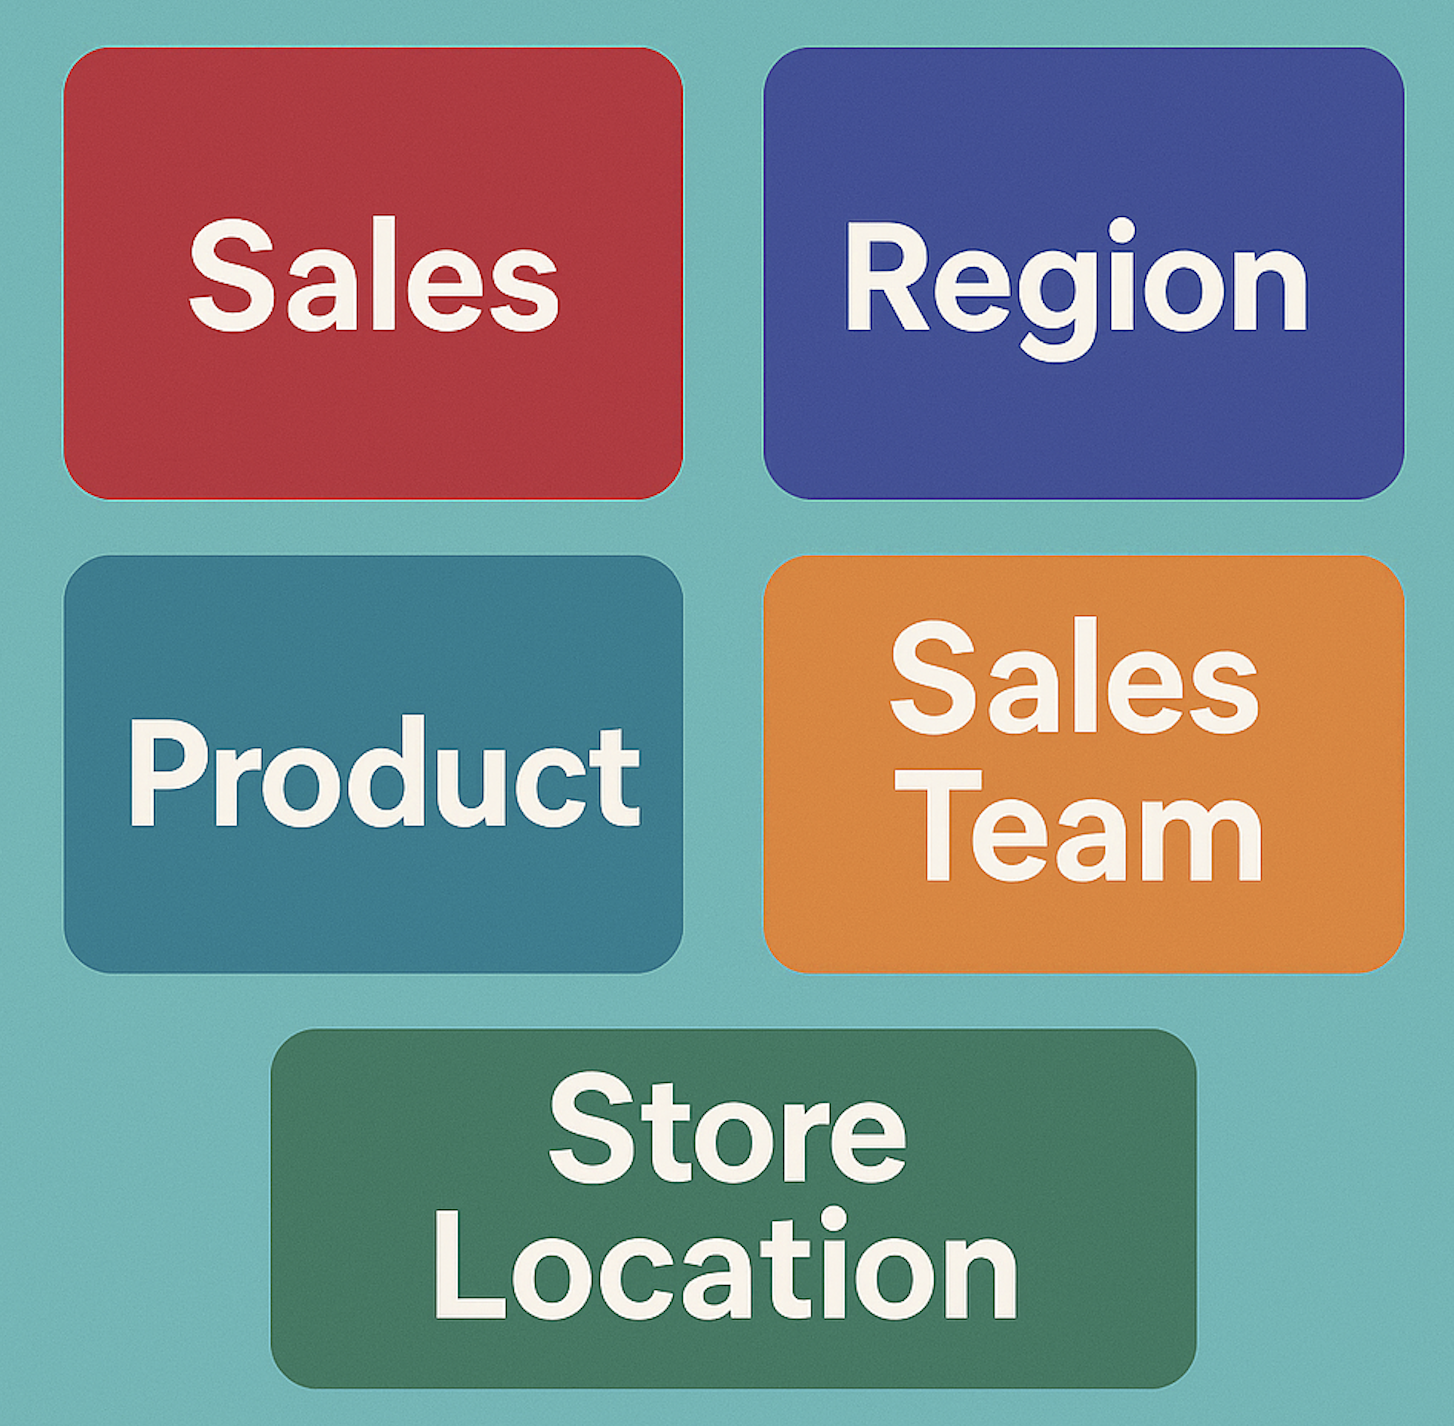 Sales
Region
Product
Sales
Team
Store
Location